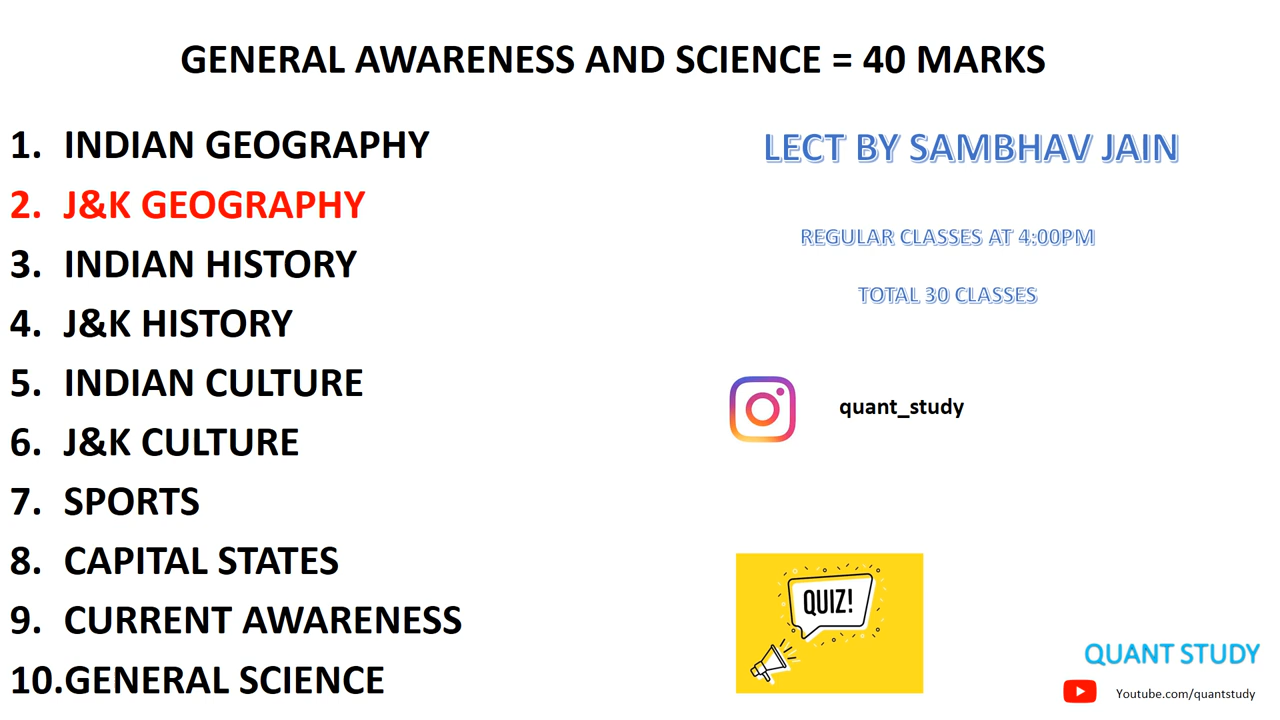 GENERAL AWARENESS AND SCIENCE = 40 MARKS
1. INDIAN GEOGRAPHY
2. J&K GEOGRAPHY
3. INDIAN HISTORY
4. J&K HISTORY
5. INDIAN CULTURE
6. J&K CULTURE
7. SPORTS
8. CAPITAL STATES
9. CURRENT AWARENESS
10.GENERAL SCIENCE
LECT BY SAMBHAV JAIN
REGULAR CLASSES AT 4:00PM
TOTAL 30 CLASSES
quant_study
QUIZ!
QUANT STUDY
Youtube.com/quantstudy